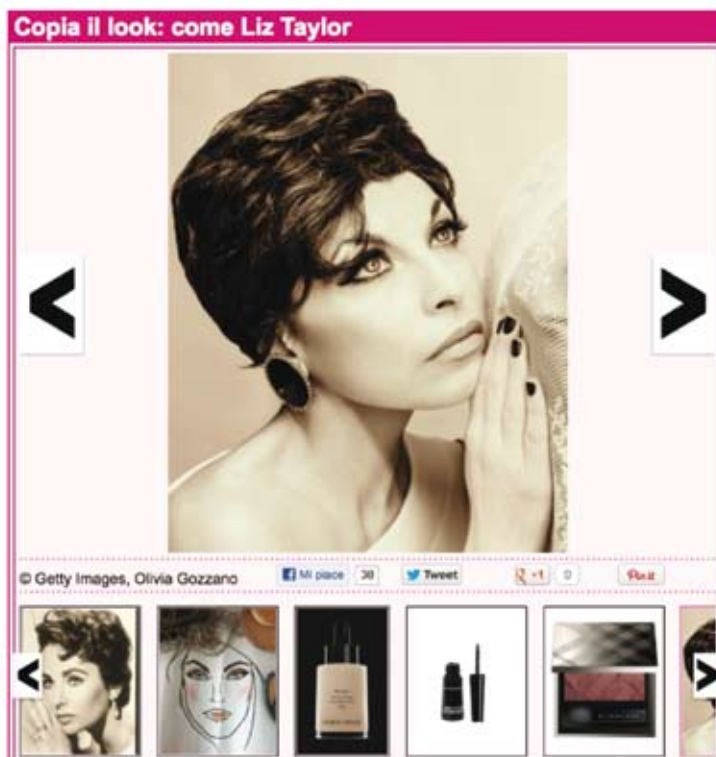 Copia il look: come Liz Taylor
© Getty Images, Olivia Gozzano
Mi piace 38
Tweet
+1 0
Pin it